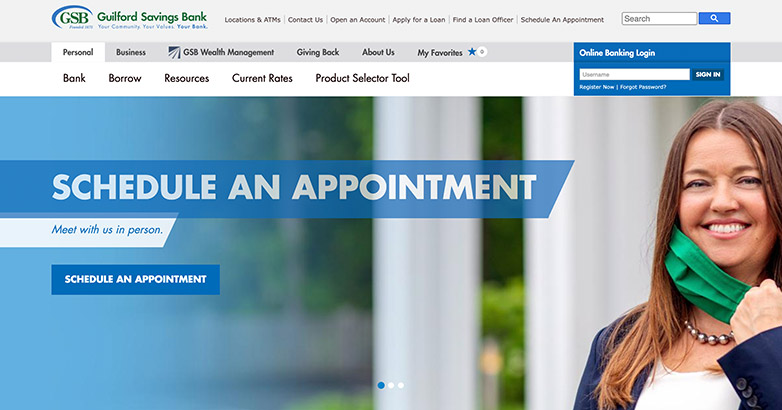 GSB Guilford Savings Bank
Founded 1875 Your Community. Your Values. Your Bank.
Locations & ATMs | Contact Us | Open an Account | Apply for a Loan | Find a Loan Officer | Schedule An Appointment
Search
Personal Business GSB Wealth Management Giving Back About Us My Favorites 0
Online Banking Login
Bank Borrow Resources Current Rates Product Selector Tool
Username SIGN IN
Register Now | Forgot Password?
SCHEDULE AN APPOINTMENT
Meet with us in person.
SCHEDULE AN APPOINTMENT